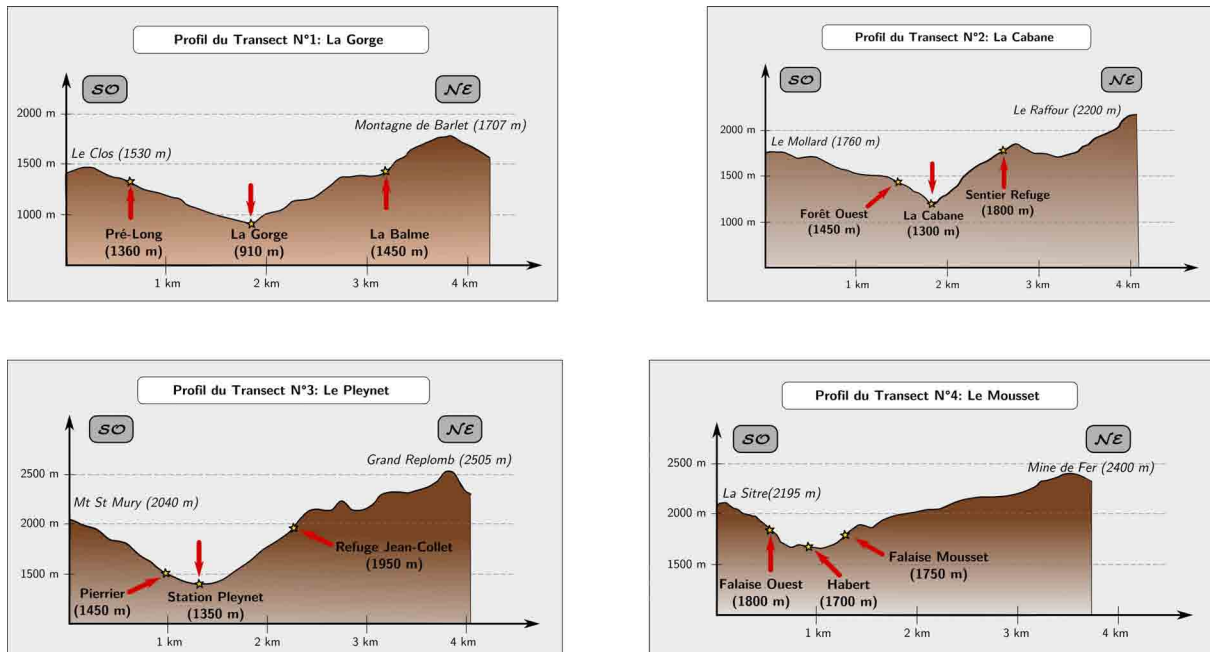 Profil du Transect N°1: La Gorge
SO
NE
2000 m
Montagne de Barlet (1707 m)
Le Clos (1530 m)
1500 m
1000 m
Pré-Long
(1360 m)
La Gorge
(910 m)
La Balme
(1450 m)
1 km
2 km
3 km
4 km
Profil du Transect N°2: La Cabane
SO
NE
Le Raffour (2200 m)
2000 m
Le Mollard (1760 m)
1500 m
1000 m
Forêt Ouest
(1450 m)
La Cabane
(1300 m)
Sentier Refuge
(1800 m)
1 km
2 km
3 km
4 km
Profil du Transect N°3: Le Pleynet
SO
NE
Grand Replomb (2505 m)
2500 m
Mt St Mury (2040 m)
2000 m
1500 m
Pierrier
(1450 m)
Station Pleynet
(1350 m)
Refuge Jean-Collet
(1950 m)
1 km
2 km
3 km
4 km
Profil du Transect N°4: Le Mousset
SO
NE
2500 m
Mine de Fer (2400 m)
La Sitre(2195 m)
2000 m
1500 m
Falaise Ouest
(1800 m)
Habert
(1700 m)
Falaise Mousset
(1750 m)
1 km
2 km
3 km
4 km